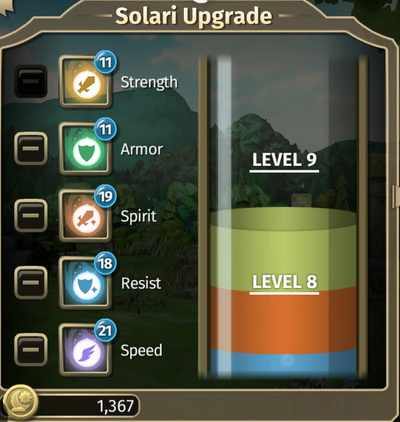 Solari Upgrade
11
Strength
11
Armor
19
Spirit
18
Resist
21
Speed
LEVEL 9
LEVEL 8
1,367